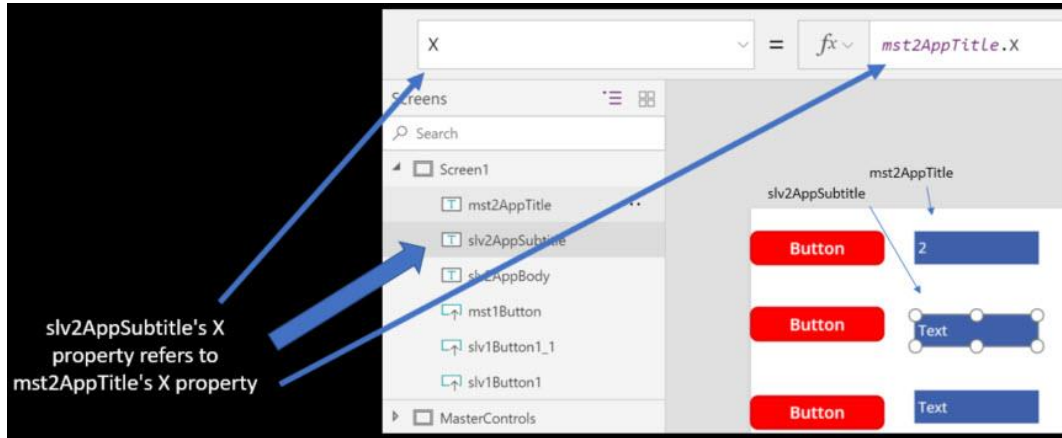 X
=
fx
mst2AppTitle.X
Screens
Search
Screen1
mst2AppTitle
slv2AppSubtitle
slv2AppBody
mst1Button
slv1Button1_1
slv1Button1
MasterControls
slv2AppSubtitle's X
property refers to
mst2AppTitle's X property
mst2AppTitle
slv2AppSubtitle
Button
2
Button
Text
Button
Text